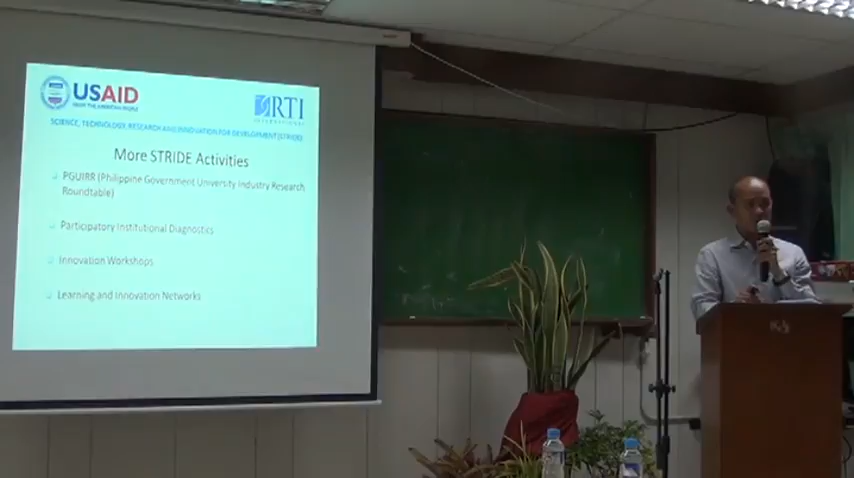 USAID
FROM THE AMERICAN PEOPLE
RTI
INTERNATIONAL
SCIENCE, TECHNOLOGY, RESEARCH AND INNOVATION FOR DEVELOPMENT (STRIDE)
More STRIDE Activities
PGUIRR (Philippine Government University Industry Research
Roundtable)
Participatory Institutional Diagnostics
Innovation Workshops
Learning and Innovation Networks